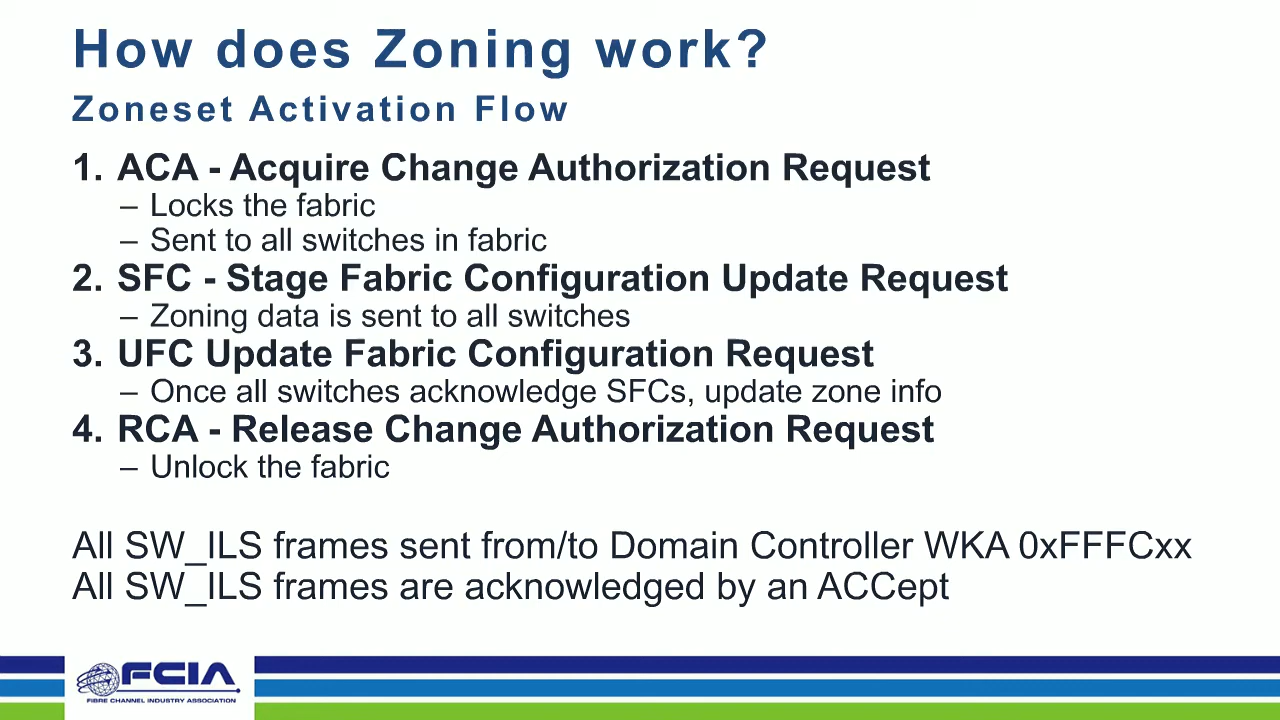 How does Zoning work?
Zoneset Activation Flow
1. ACA - Acquire Change Authorization Request
– Locks the fabric
– Sent to all switches in fabric
2. SFC - Stage Fabric Configuration Update Request
– Zoning data is sent to all switches
3. UFC Update Fabric Configuration Request
– Once all switches acknowledge SFCs, update zone info
4. RCA - Release Change Authorization Request
– Unlock the fabric
All SW_ILS frames sent from/to Domain Controller WKA 0xFFFCxx
All SW_ILS frames are acknowledged by an ACCept
FCIA
FIBRE CHANNEL INDUSTRY ASSOCIATION